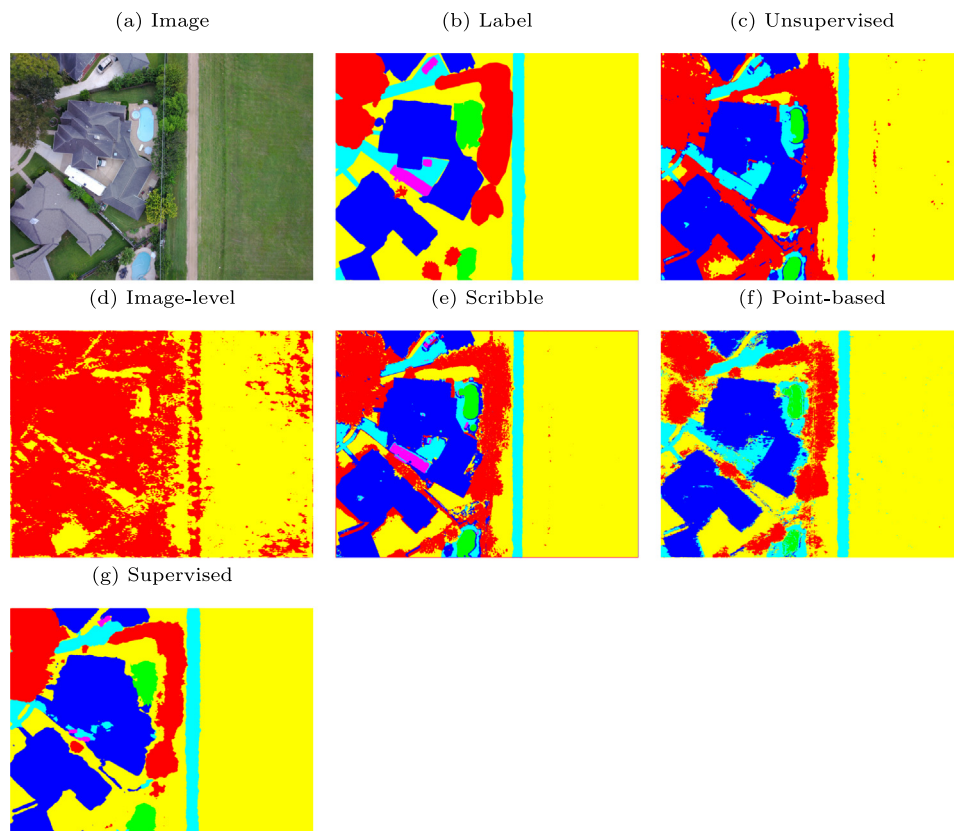 (a) Image
(b) Label
(c) Unsupervised
(d) Image-level
(e) Scribble
(f) Point-based
(g) Supervised